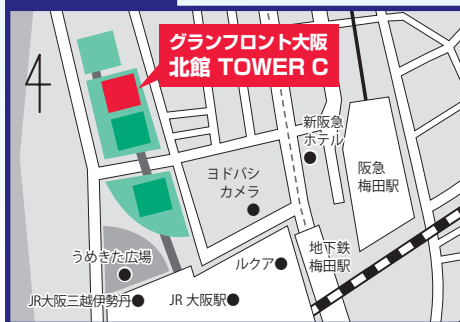 グランフロント大阪
北館 TOWER C
新阪急
ホテル
ヨドバシ
カメラ
阪急
梅田駅
うめきた広場
ルクア
地下鉄
梅田駅
JR大阪三越伊勢丹
JR 大阪駅